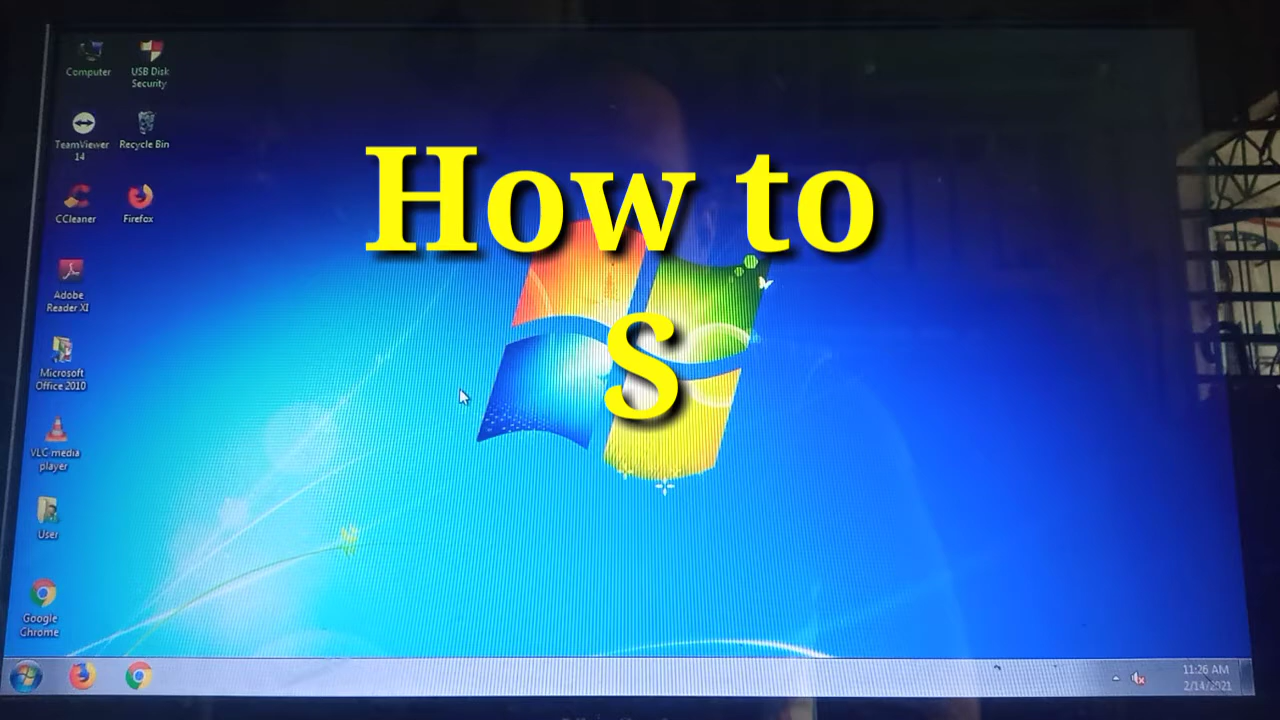 How to
S
Computer
USB Disk
Security
TeamViewer
14
Recycle Bin
CCleaner
Firefox
Adobe
Reader XI
Microsoft
Office 2010
VLC media
player
User
Google
Chrome
11:26 AM
2/14/2021